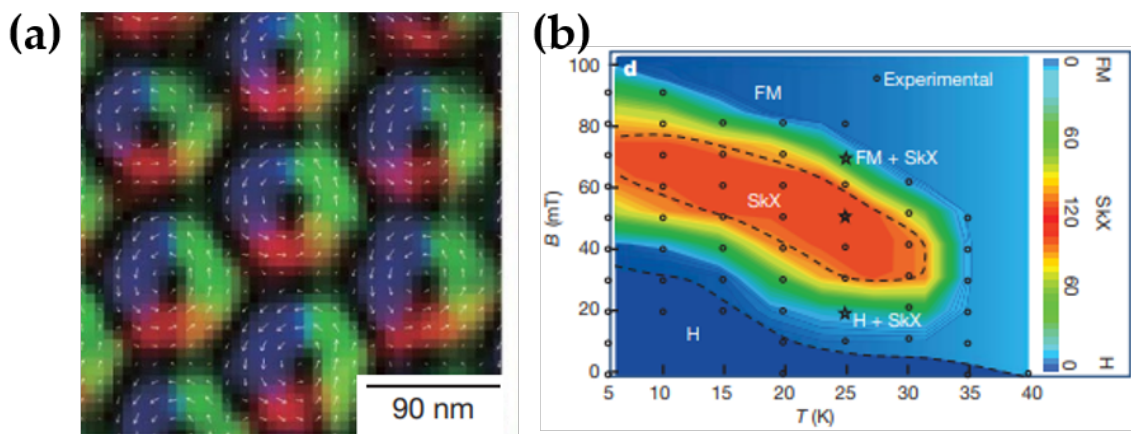 (a)
90 nm
(b)
d
100
80
60
40
20
0
B (mT)
5
10
15
20
25
30
35
40
T (K)
FM
Experimental
FM + SkX
SkX
H + SkX
H
0
60
120
60
0
FM
SKX
H